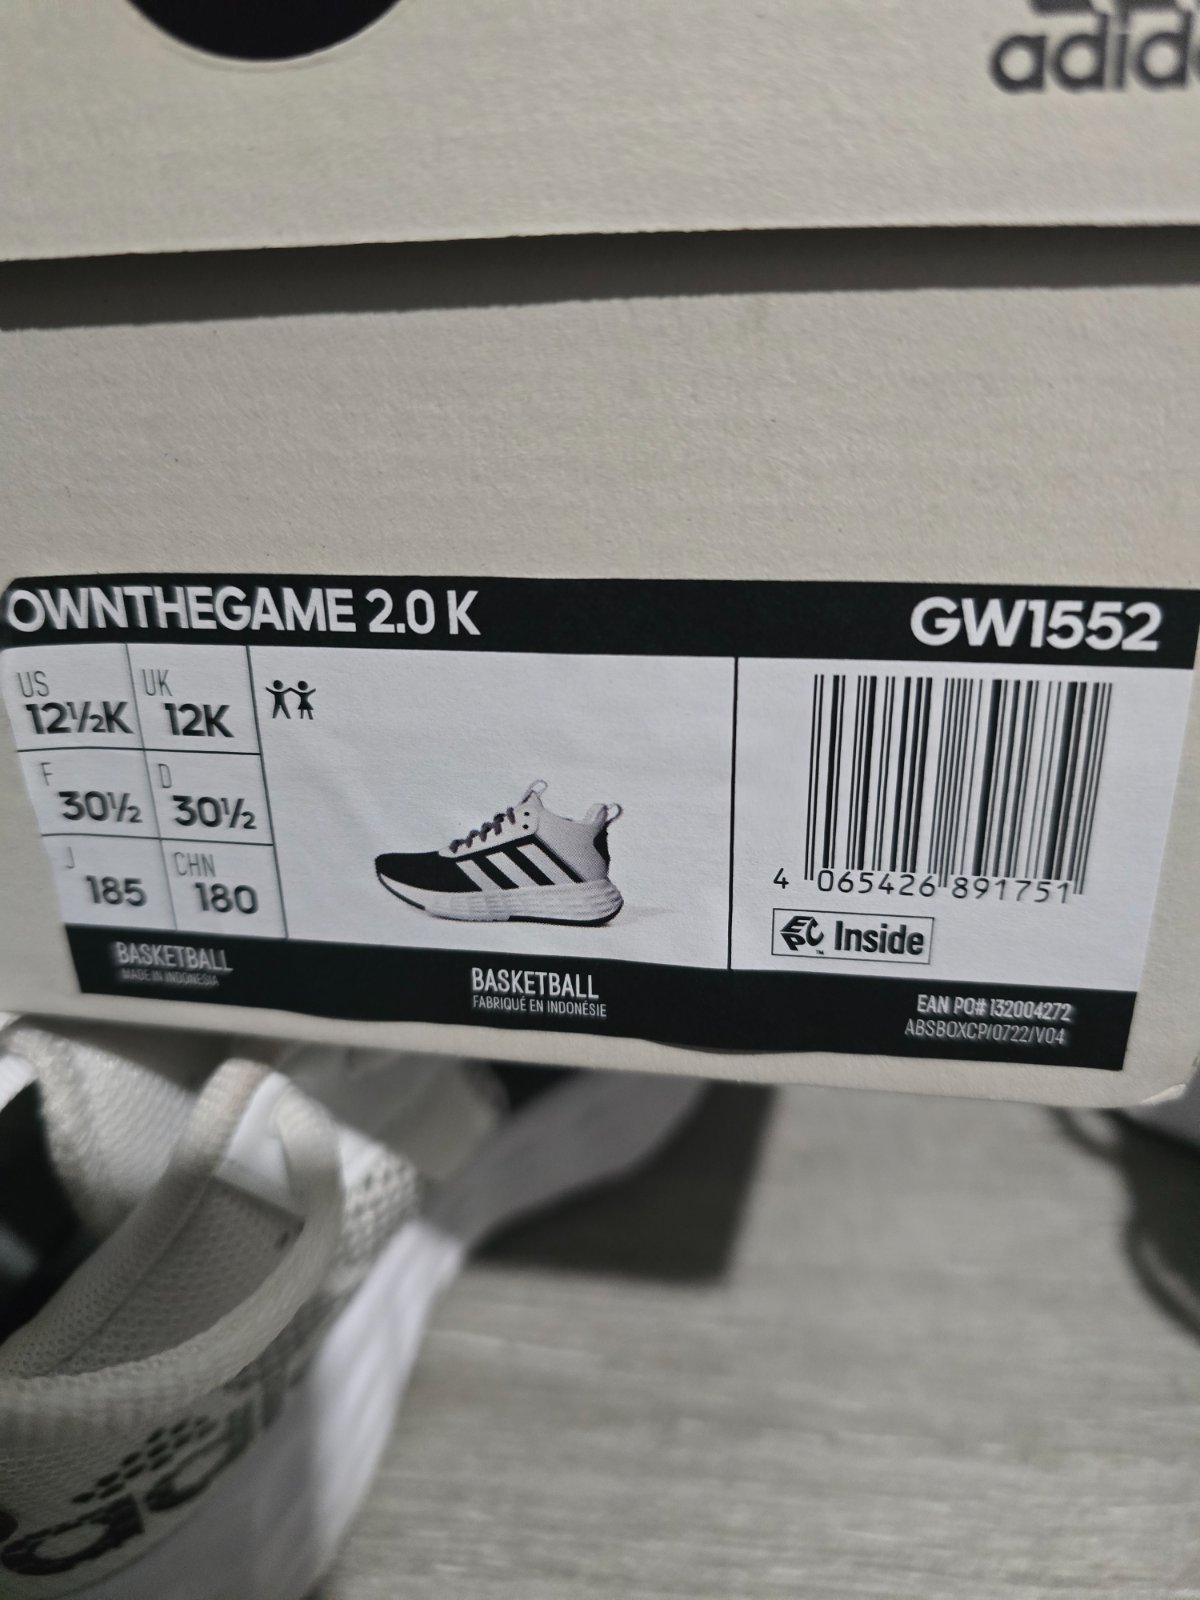 adid
OWNTHEGAME 2.0 K
GW1552
US
12½K
UK
12K
F
30½
D
30½
J
185
CHN
180
4 065426 891751
EPC Inside
BASKETBALL
MADE IN INDONESIA
BASKETBALL
FABRIQUÉ EN INDONÉSIE
EAN PO# 132004272
ABSBOXCP/0722/V04